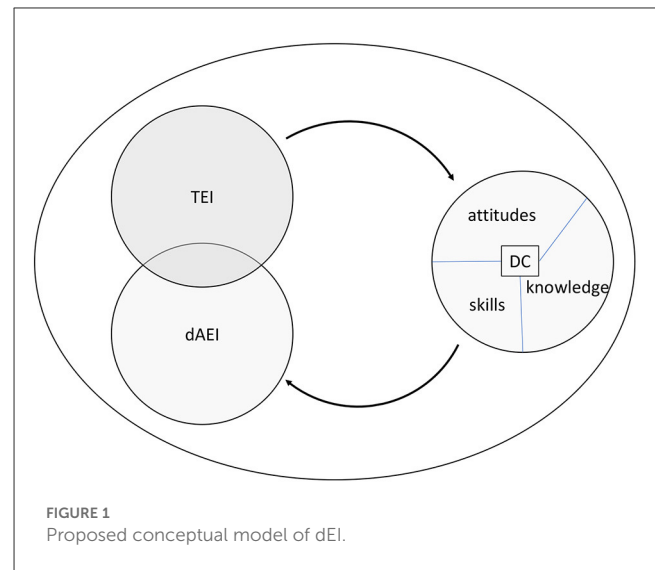 TEI
attitudes
DC
knowledge
skills
dAEI
FIGURE 1
Proposed conceptual model of dEI.